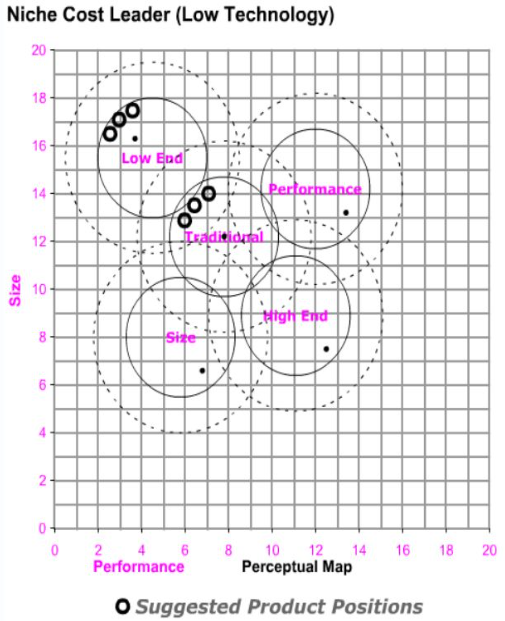 Niche Cost Leader (Low Technology)
20
18
16
14
12
10
8
6
4
2
0
Size
Low End
Performance
Traditional
High End
Size
0 2 4 6 8 10 12 14 16 18 20
Performance Perceptual Map
Suggested Product Positions